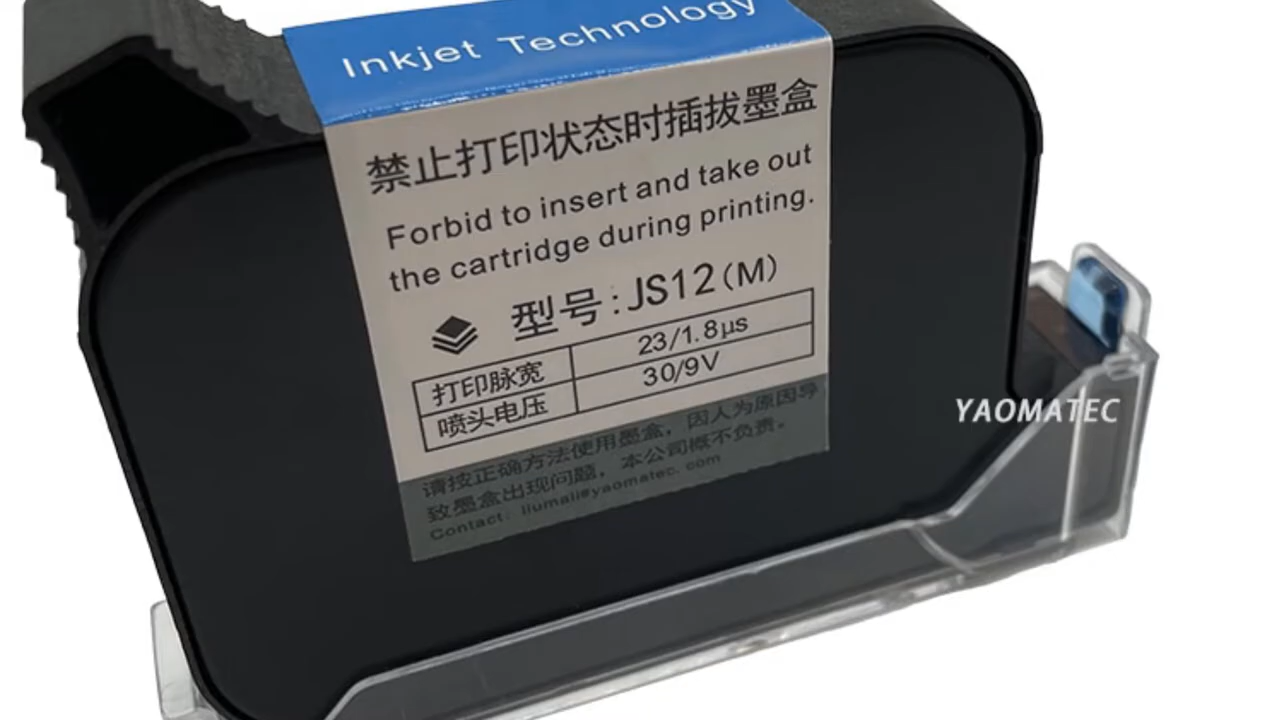 Inkjet Technology
禁止打印状态时插拔墨盒
Forbid to insert and take out
the cartridge during printing.
型号:JS12(M)
打印脉宽 23/1.8μs
喷头电压 30/9V
请按正确方法使用墨盒，因人为原因导
致墨盒出现问题，本公司概不负责。
Contact: liumali@yaomatec.com
YAOMATEC